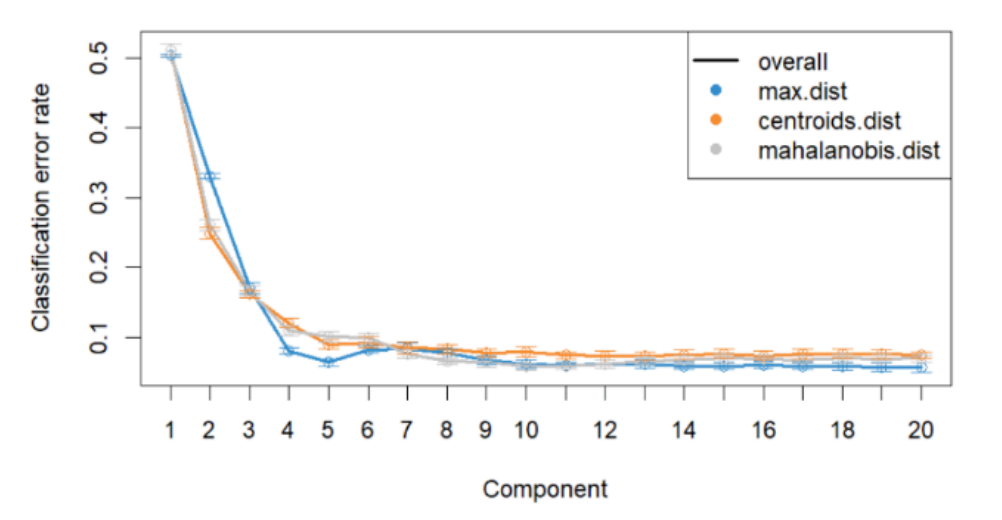 Classification error rate
0.5
0.4
0.3
0.2
0.1
overall
max.dist
centroids.dist
mahalanobis.dist
1 2 3 4 5 6 7 8 9 10 12 14 16 18 20
Component